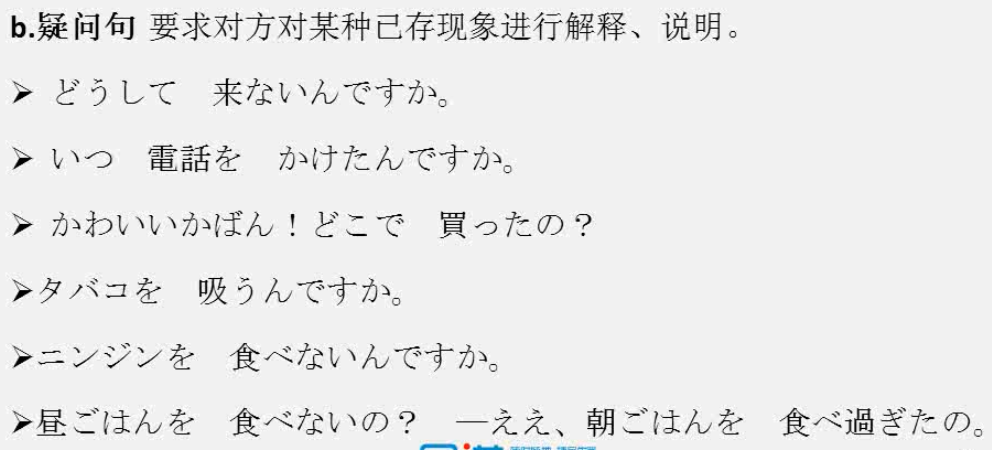 b.疑问句 要求对方对某种已存现象进行解释、说明。
➢ どうして　来ないんですか。
➢ いつ　電話を　かけたんですか。
➢ かわいいかばん！どこで　買ったの？
➢タバコを　吸うんですか。
➢ニンジンを　食べないんですか。
➢昼ごはんを　食べないの？　—ええ、朝ごはんを　食べ過ぎたの。